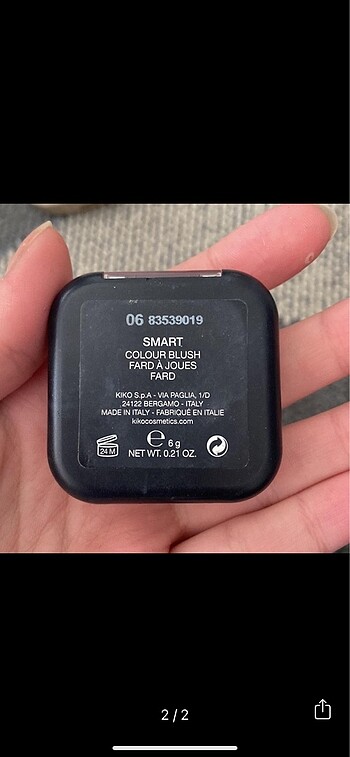 06 83539019
SMART
COLOUR BLUSH
FARD À JOUES
FARD
KIKO S.p.A - VIA PAGLIA, 1/D
24122 BERGAMO - ITALY
MADE IN ITALY - FABRIQUÉ EN ITALIE
kikocosmetics.com
24 M
e 6 g
NET WT. 0.21 OZ.
2/2